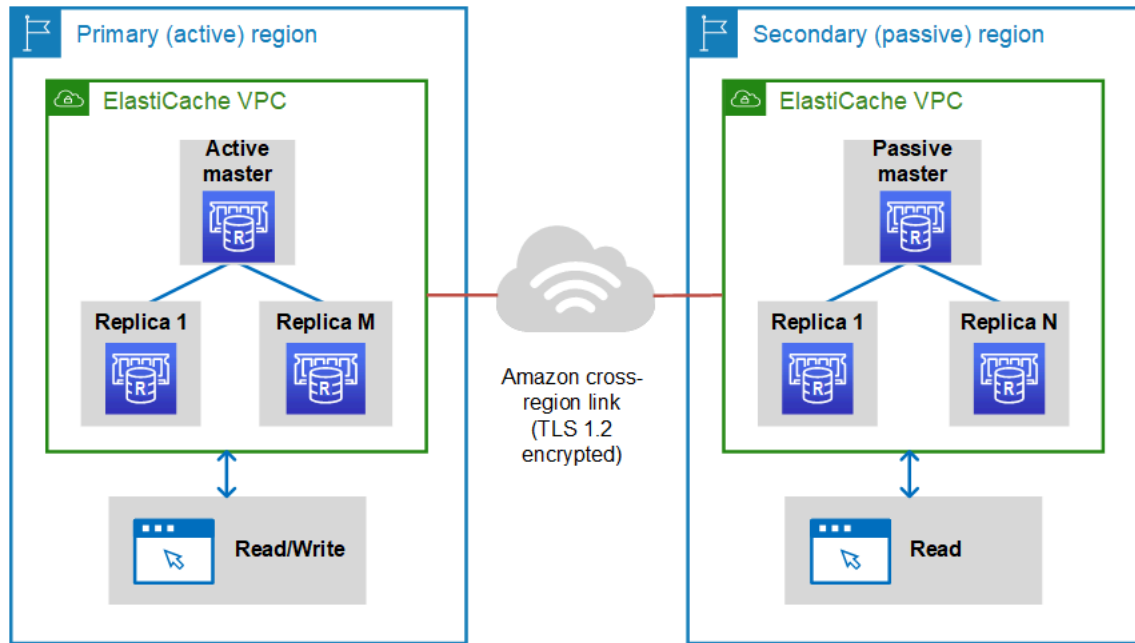 Primary (active) region
ElastiCache VPC
Active
master
R
Replica 1
R
Replica M
R
Read/Write
Amazon cross-
region link
(TLS 1.2
encrypted)
Secondary (passive) region
ElastiCache VPC
Passive
master
R
Replica 1
R
Replica N
R
Read